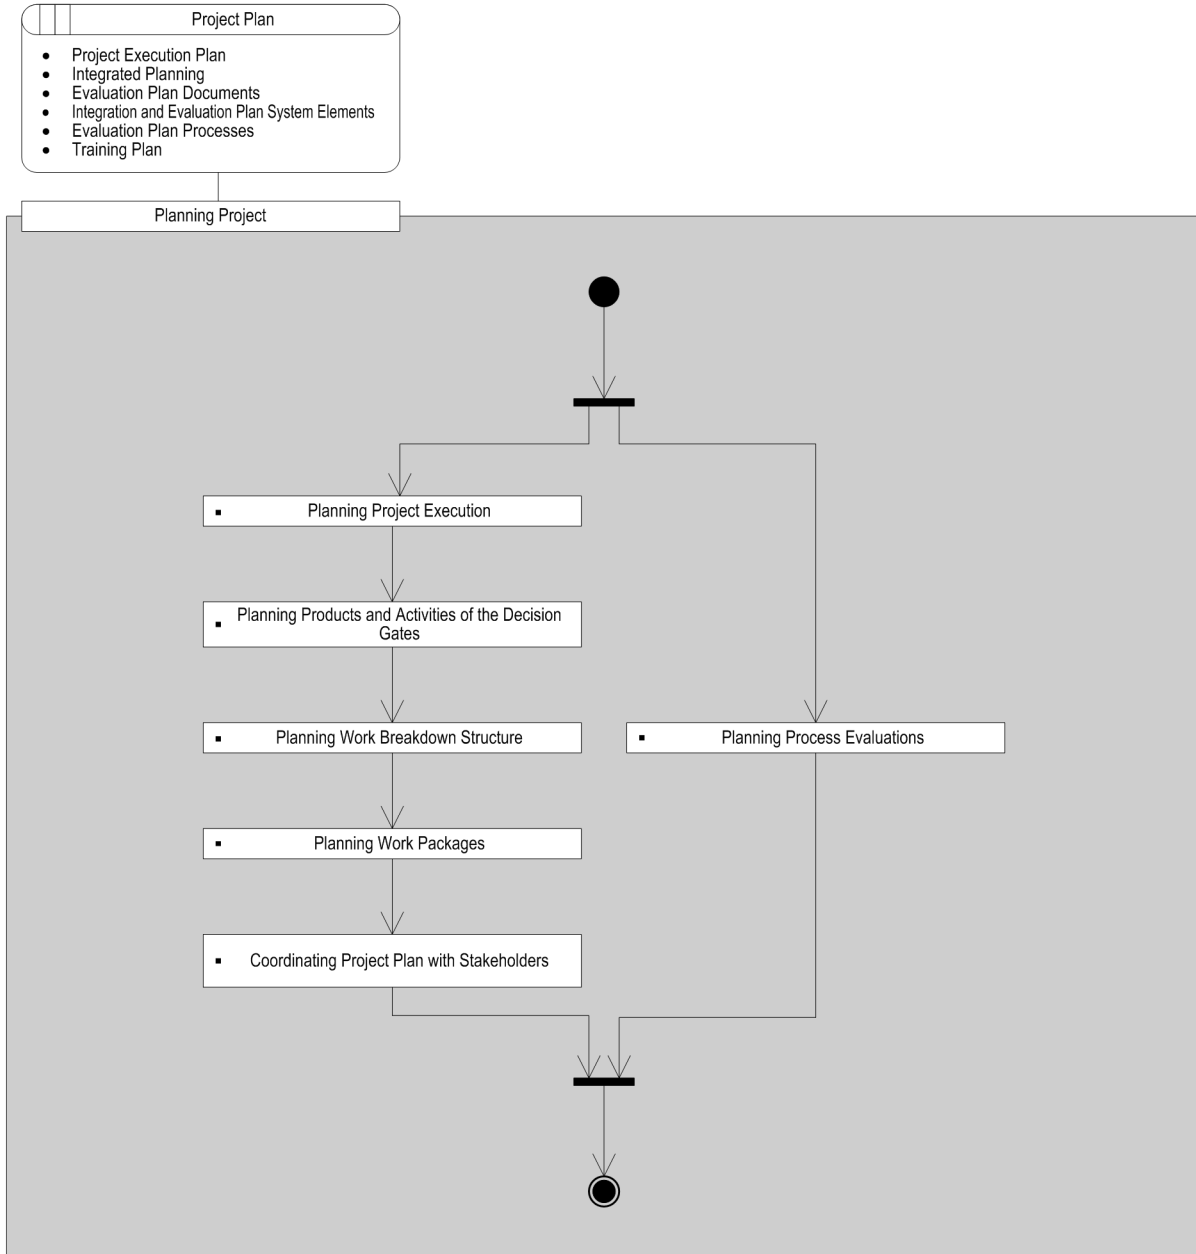 Project Plan
Project Execution Plan
Integrated Planning
Evaluation Plan Documents
Integration and Evaluation Plan System Elements
Evaluation Plan Processes
Training Plan
Planning Project
Planning Project Execution
Planning Products and Activities of the Decision
Gates
Planning Work Breakdown Structure
Planning Process Evaluations
Planning Work Packages
Coordinating Project Plan with Stakeholders